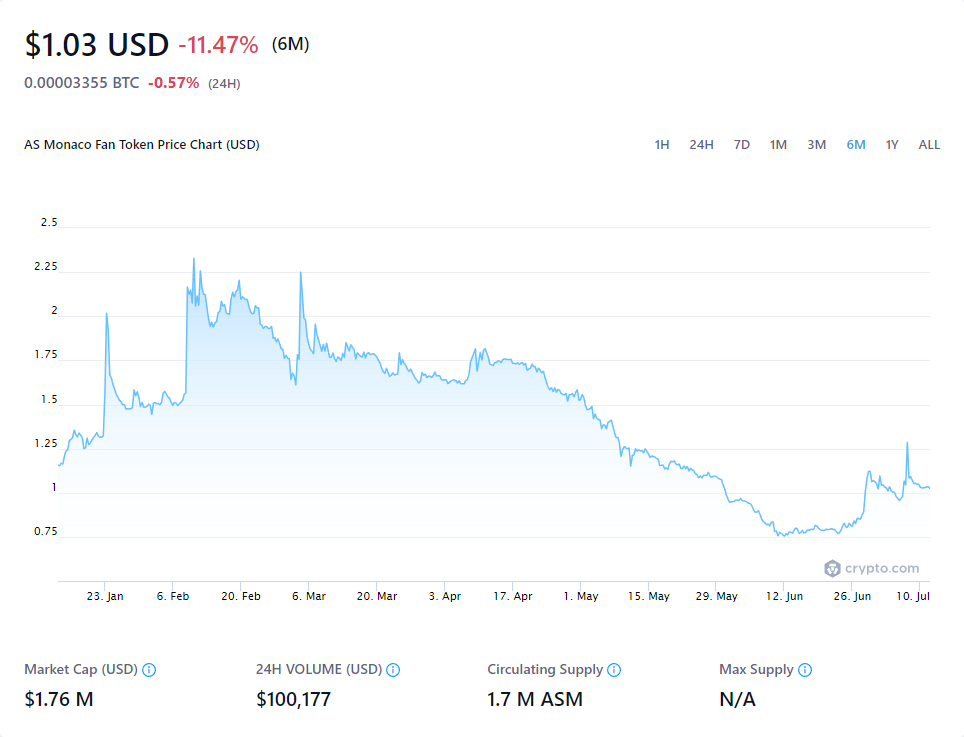 $1.03 USD -11.47% (6M)
0.00003355 BTC -0.57% (24H)
AS Monaco Fan Token Price Chart (USD)
1H 24H 7D 1M 3M 6M 1Y ALL
2.5
2.25
2
1.75
1.5
1.25
1
0.75
crypto.com
23. Jan 6. Feb 20. Feb 6. Mar 20. Mar 3. Apr 17. Apr 1. May 15. May 29. May 12. Jun 26. Jun 10. Jul
Market Cap (USD) 24H VOLUME (USD) Circulating Supply Max Supply
$1.76 M $100,177 1.7 M ASM N/A